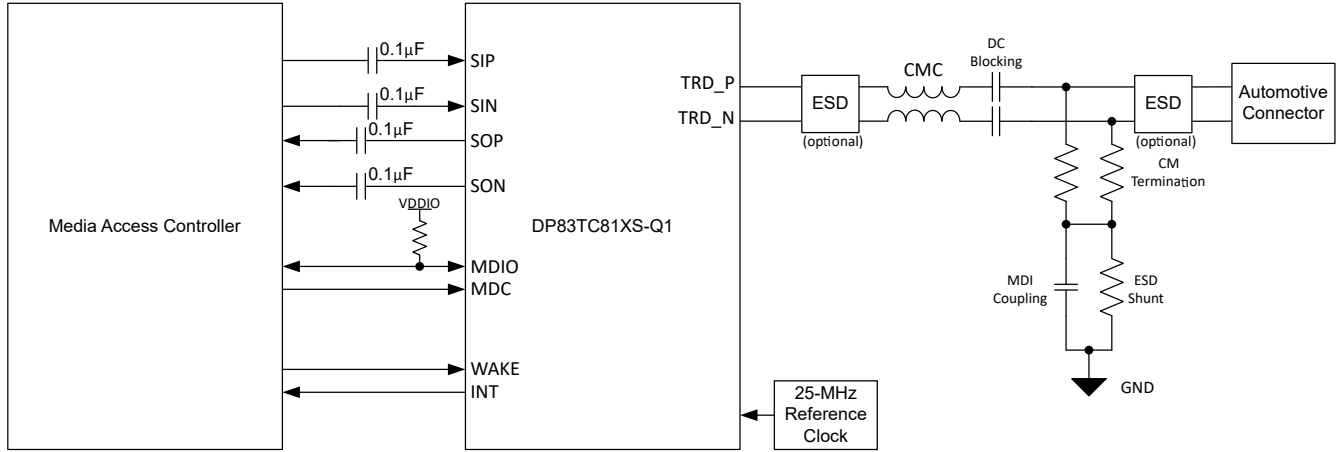 Media Access Controller
0.1µF
0.1µF
0.1µF
0.1µF
VDDIO
SIP
SIN
SOP
SON
MDIO
MDC
WAKE
INT
DP83TC81XS-Q1
TRD_P
TRD_N
25-MHz
Reference
Clock
ESD
(optional)
CMC
DC
Blocking
ESD
(optional)
Automotive
Connector
CM
Termination
MDI
Coupling
ESD
Shunt
GND